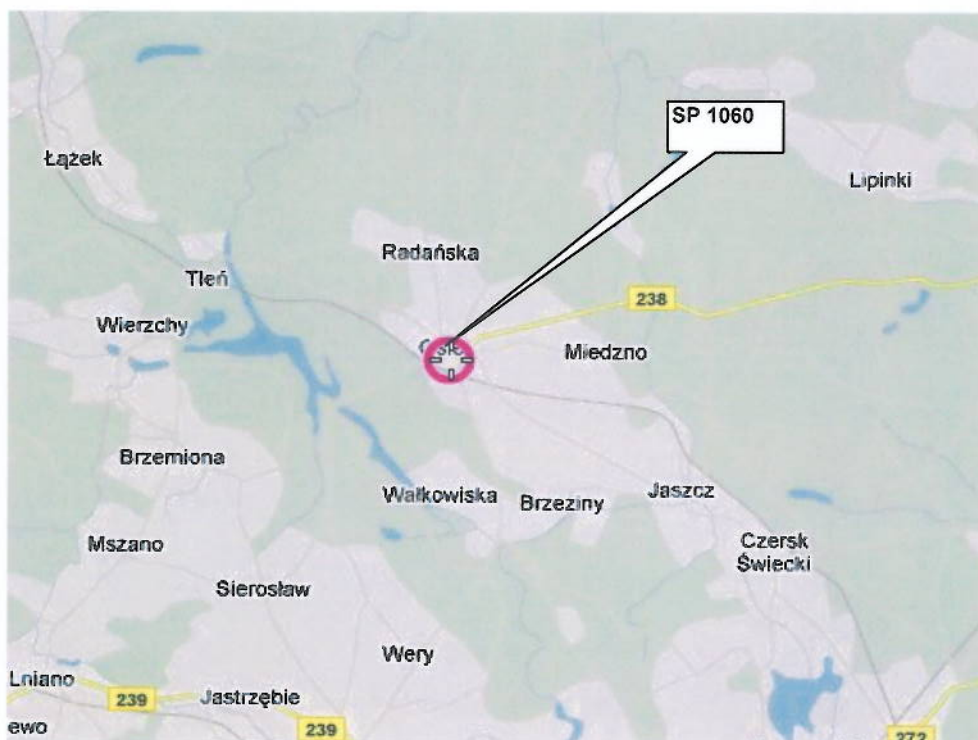 SP 1060
Łążek
Lipinki
Radańska
Tleń
238
Wierzchy
Miedzno
Brzemiona
Wałkowiska
Brzeziny
Jaszcz
Mszano
Czersk
Świecki
Sierosław
Wery
Lniano
239
Jastrzębie
239
ewo
272